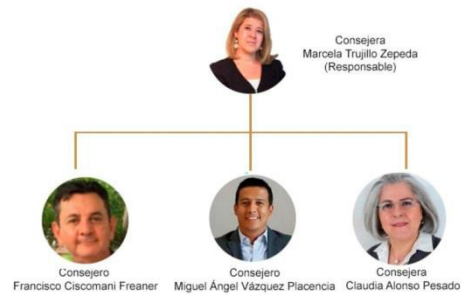 Consejera
Marcela Trujillo Zepeda
(Responsable)
Consejero
Francisco Ciscomani Freaner
Consejero
Miguel Ángel Vázquez Placencia
Consejera
Claudia Alonso Pesado